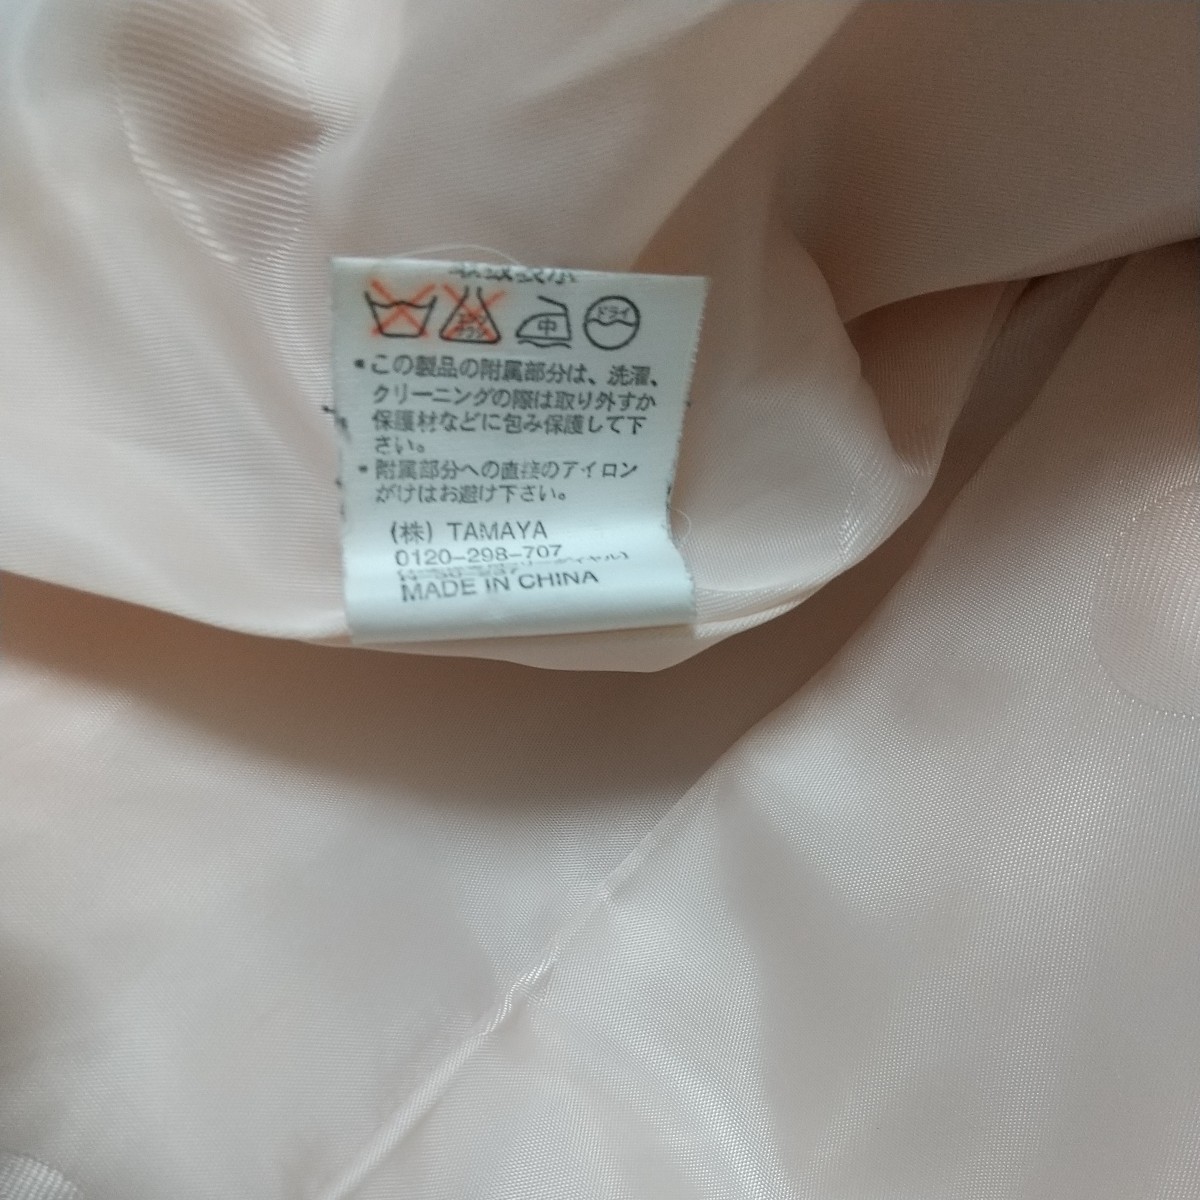 中 ドライ
この製品の附属部分は、洗濯、
クリーニングの際は取り外すか
保護材などに包み保護して下
さい。
附属部分への直接のアイロン
がけはお避け下さい。
(株) TAMAYA
0120-298-707
MADE IN CHINA